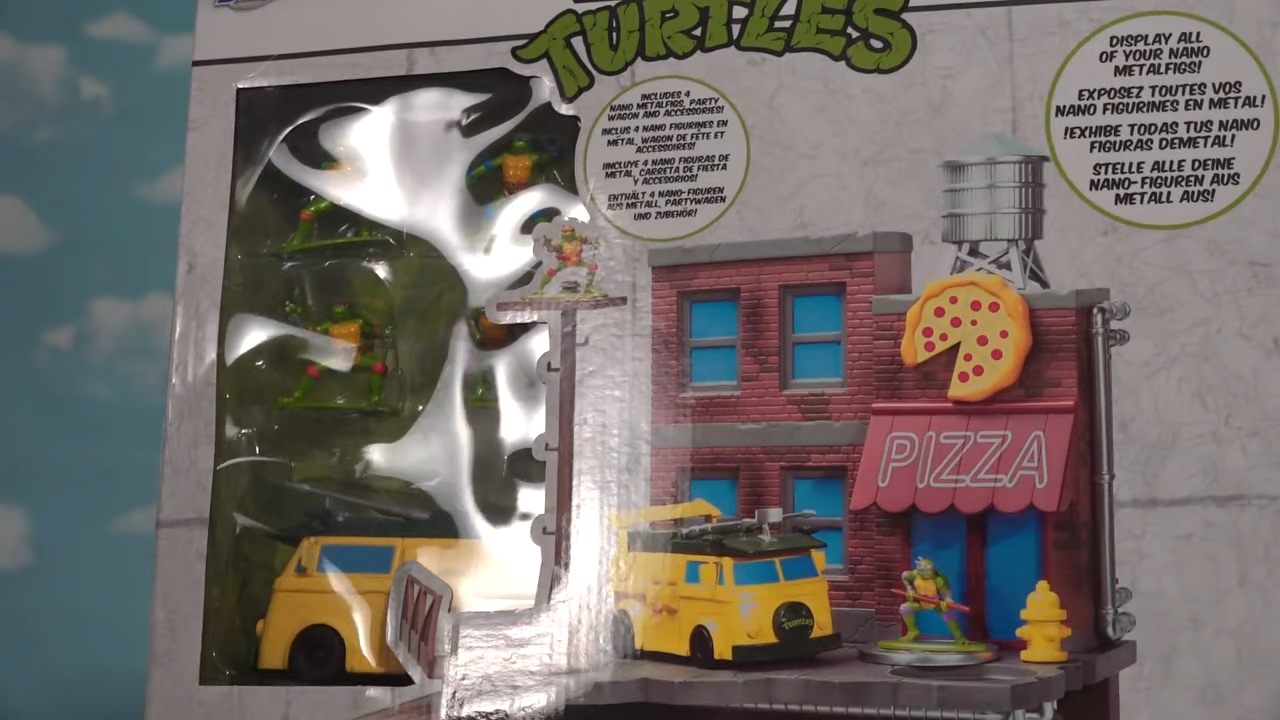 TURTLES
INCLUDES 4
NANO METALFIGS, PARTY
WAGON AND ACCESSORIES!
INCLUS 4 NANO FIGURINES EN
MÉTAL, WAGON DE FÊTE ET
ACCESSOIRES!
¡INCLUYE 4 NANO FIGURAS DE
METAL, CARRETA DE FIESTA
Y ACCESORIOS!
ENTHÄLT 4 NANO-FIGUREN
AUS METALL, PARTYWAGEN
UND ZUBEHÖR!
DISPLAY ALL
OF YOUR NANO
METALFIGS!
EXPOSEZ TOUTES VOS
NANO FIGURINES EN METAL!
!EXHIBE TODAS TUS NANO
FIGURAS DEMETAL!
STELLE ALLE DEINE
NANO-FIGUREN AUS
METALL AUS!
PIZZA
TURTLES